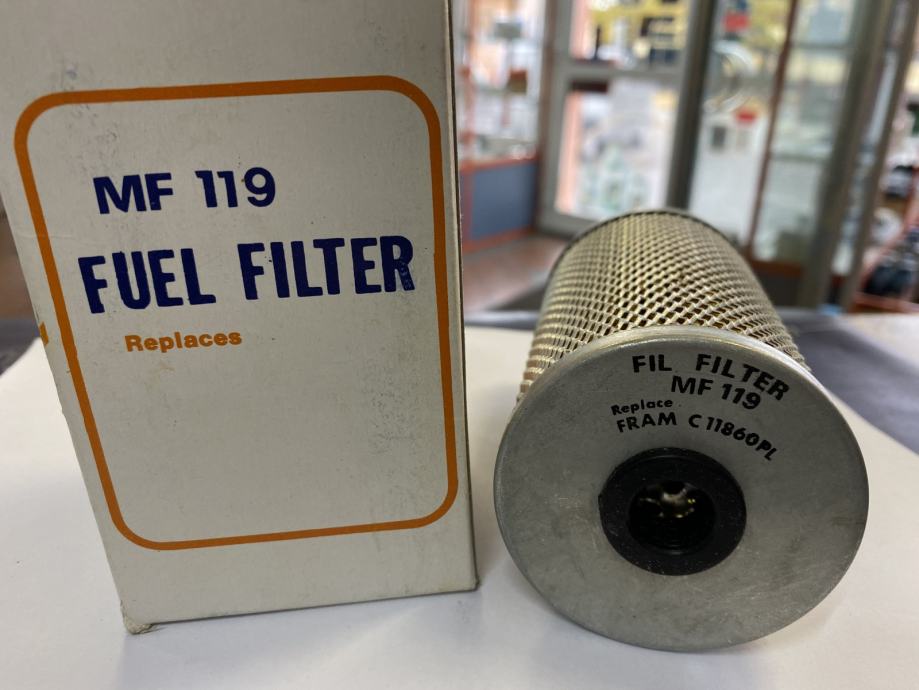 MF 119
FUEL FILTER
Replaces
FIL FILTER
MF 119
Replace
FRAM C11860PL